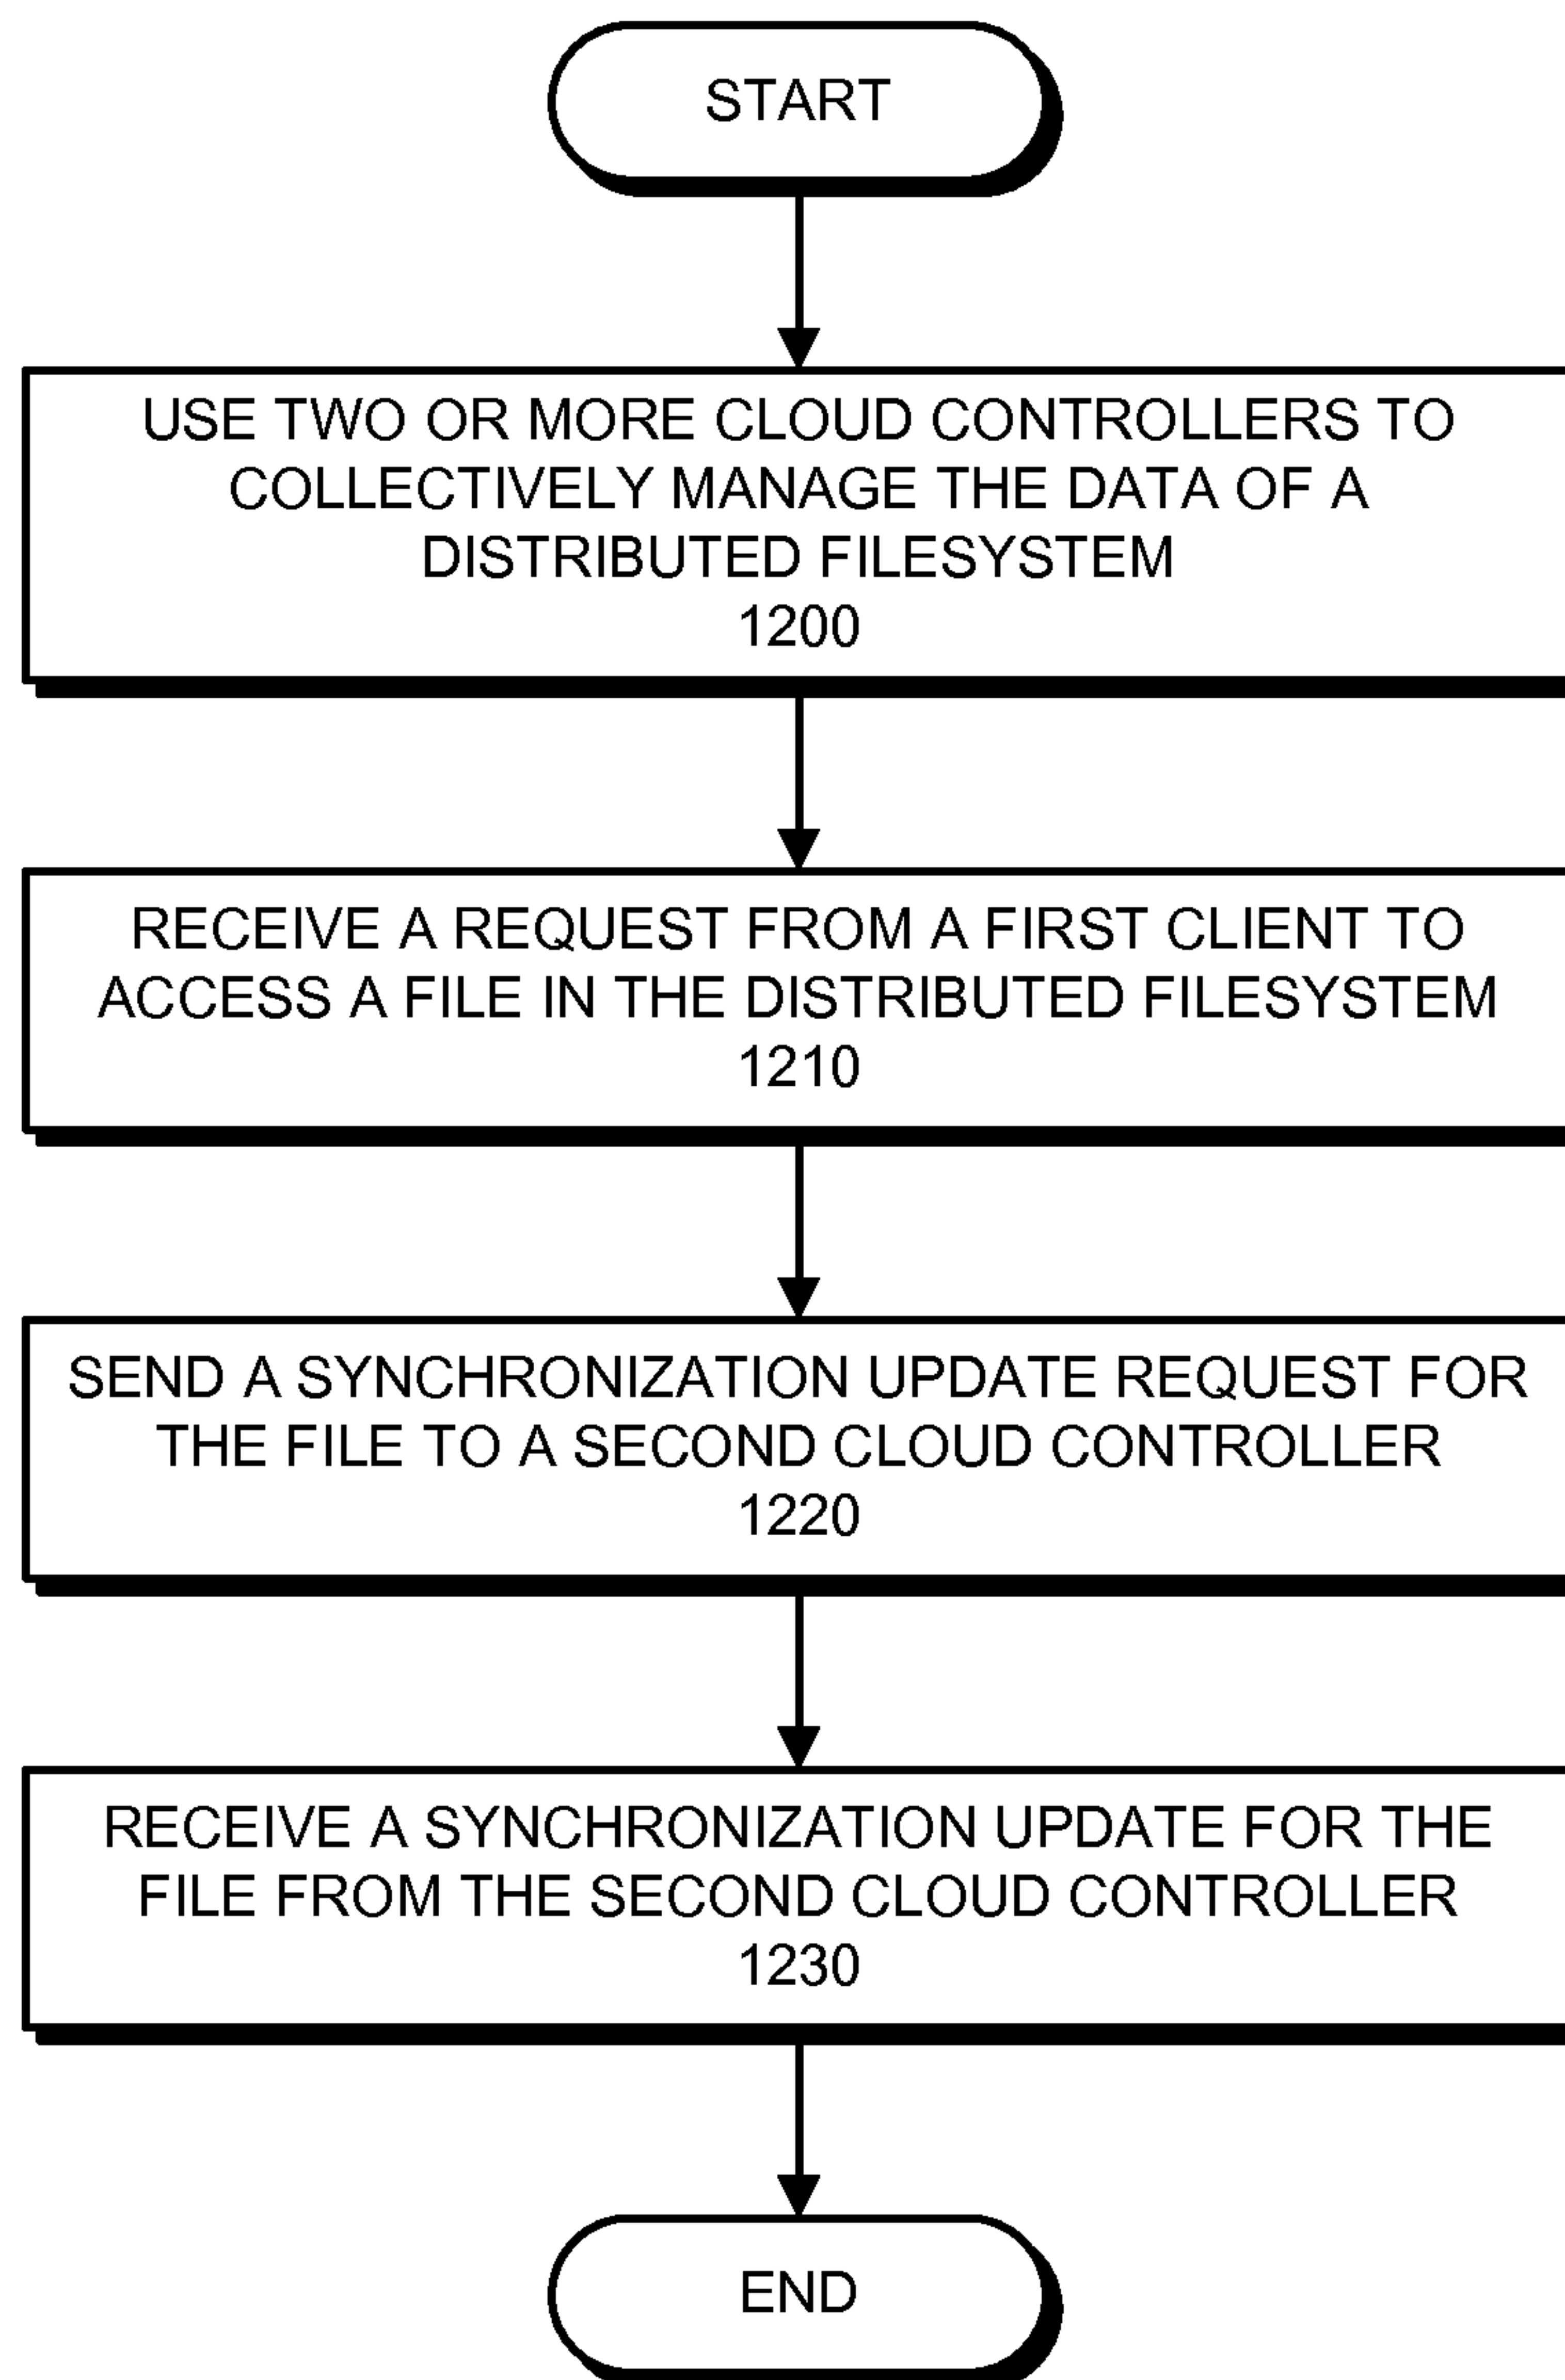 START
USE TWO OR MORE CLOUD CONTROLLERS TO
COLLECTIVELY MANAGE THE DATA OF A
DISTRIBUTED FILESYSTEM
1200
RECEIVE A REQUEST FROM A FIRST CLIENT TO
ACCESS A FILE IN THE DISTRIBUTED FILESYSTEM
1210
SEND A SYNCHRONIZATION UPDATE REQUEST FOR
THE FILE TO A SECOND CLOUD CONTROLLER
1220
RECEIVE A SYNCHRONIZATION UPDATE FOR THE
FILE FROM THE SECOND CLOUD CONTROLLER
1230
END